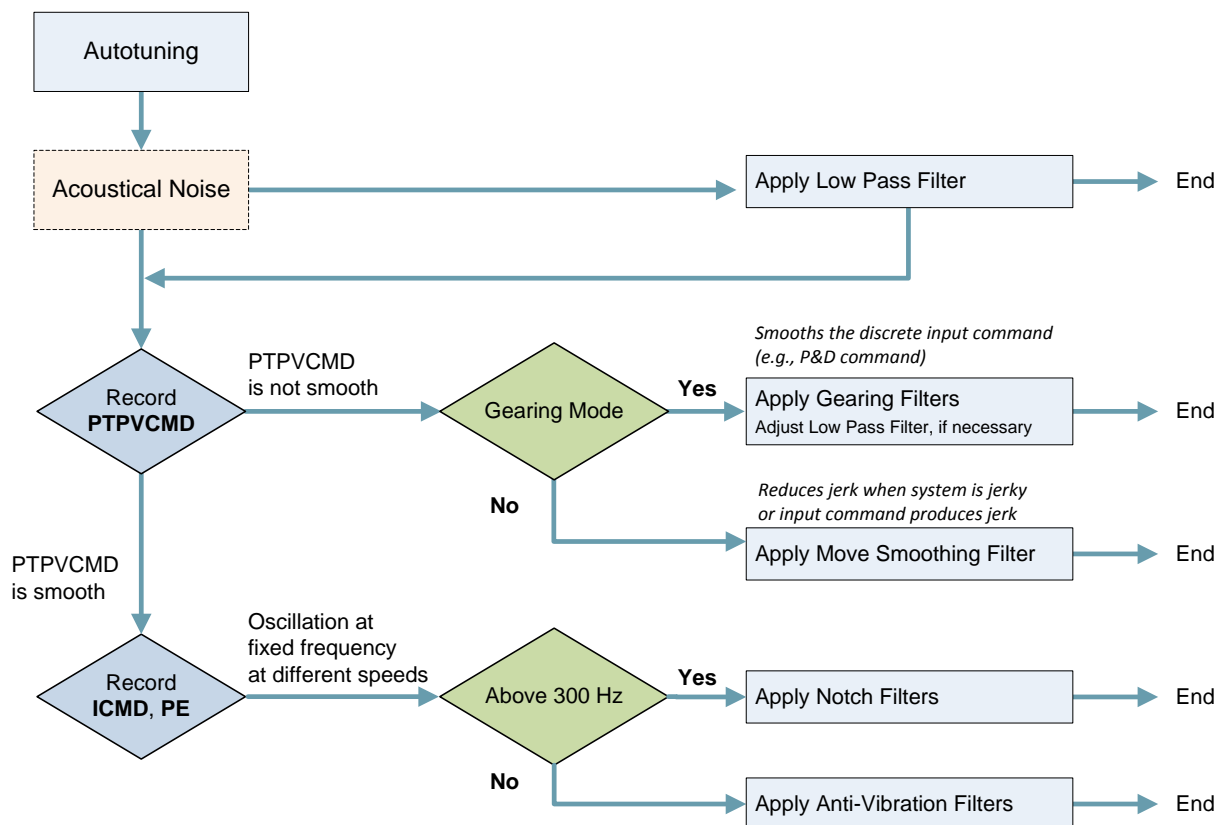 Autotuning
Acoustical Noise
Apply Low Pass Filter
End
Smooths the discrete input command
(e.g., P&D command)
PTPVCMD
is not smooth
Record
PTPVCMD
Gearing Mode
Yes
Apply Gearing Filters
Adjust Low Pass Filter, if necessary
End
No
Reduces jerk when system is jerky
or input command produces jerk
Apply Move Smoothing Filter
End
PTPVCMD
is smooth
Oscillation at
fixed frequency
at different speeds
Record
ICMD, PE
Above 300 Hz
Yes
Apply Notch Filters
End
No
Apply Anti-Vibration Filters
End